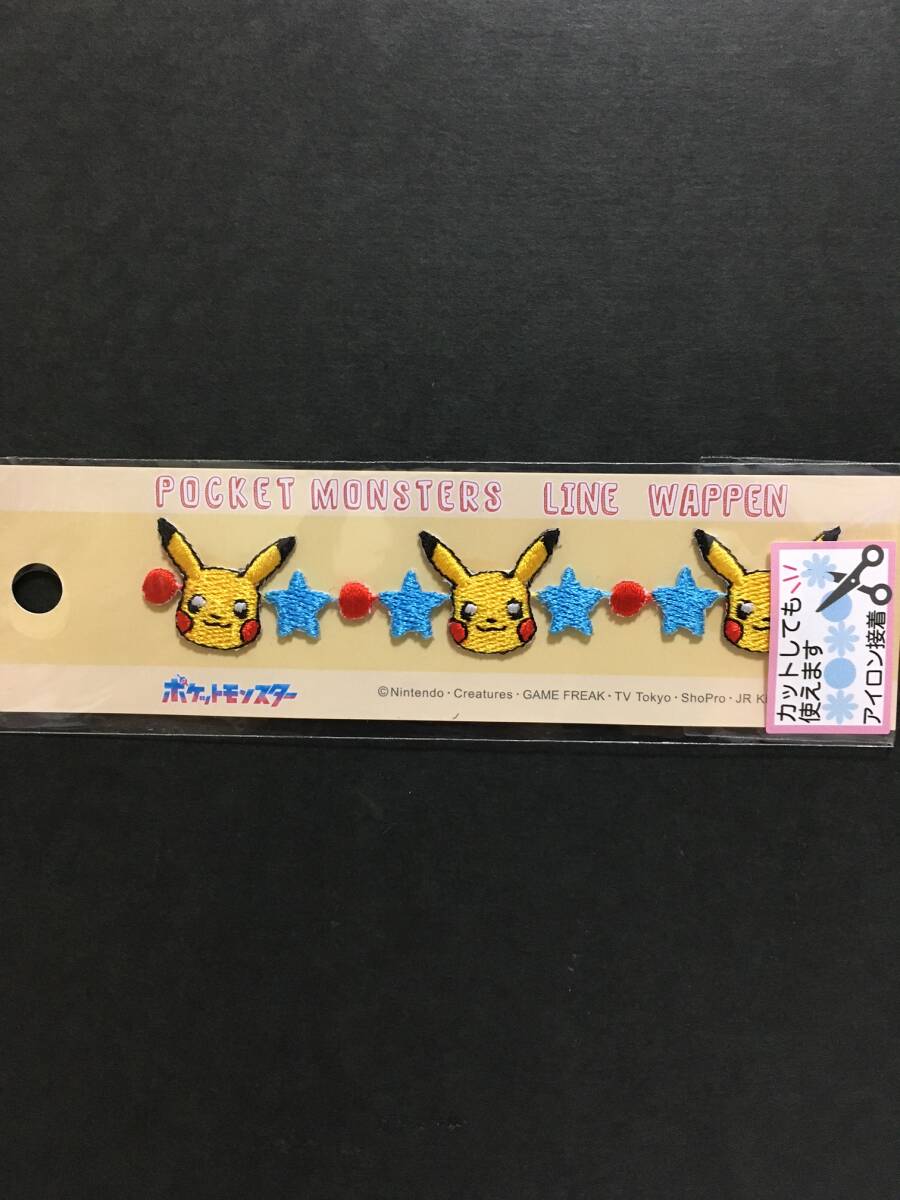 POCKET MONSTERS LINE WAPPEN
ポケットモンスター
©Nintendo・Creatures・GAME FREAK・TV Tokyo・ShoPro・JR
カットしても
使えます
アイロン接着